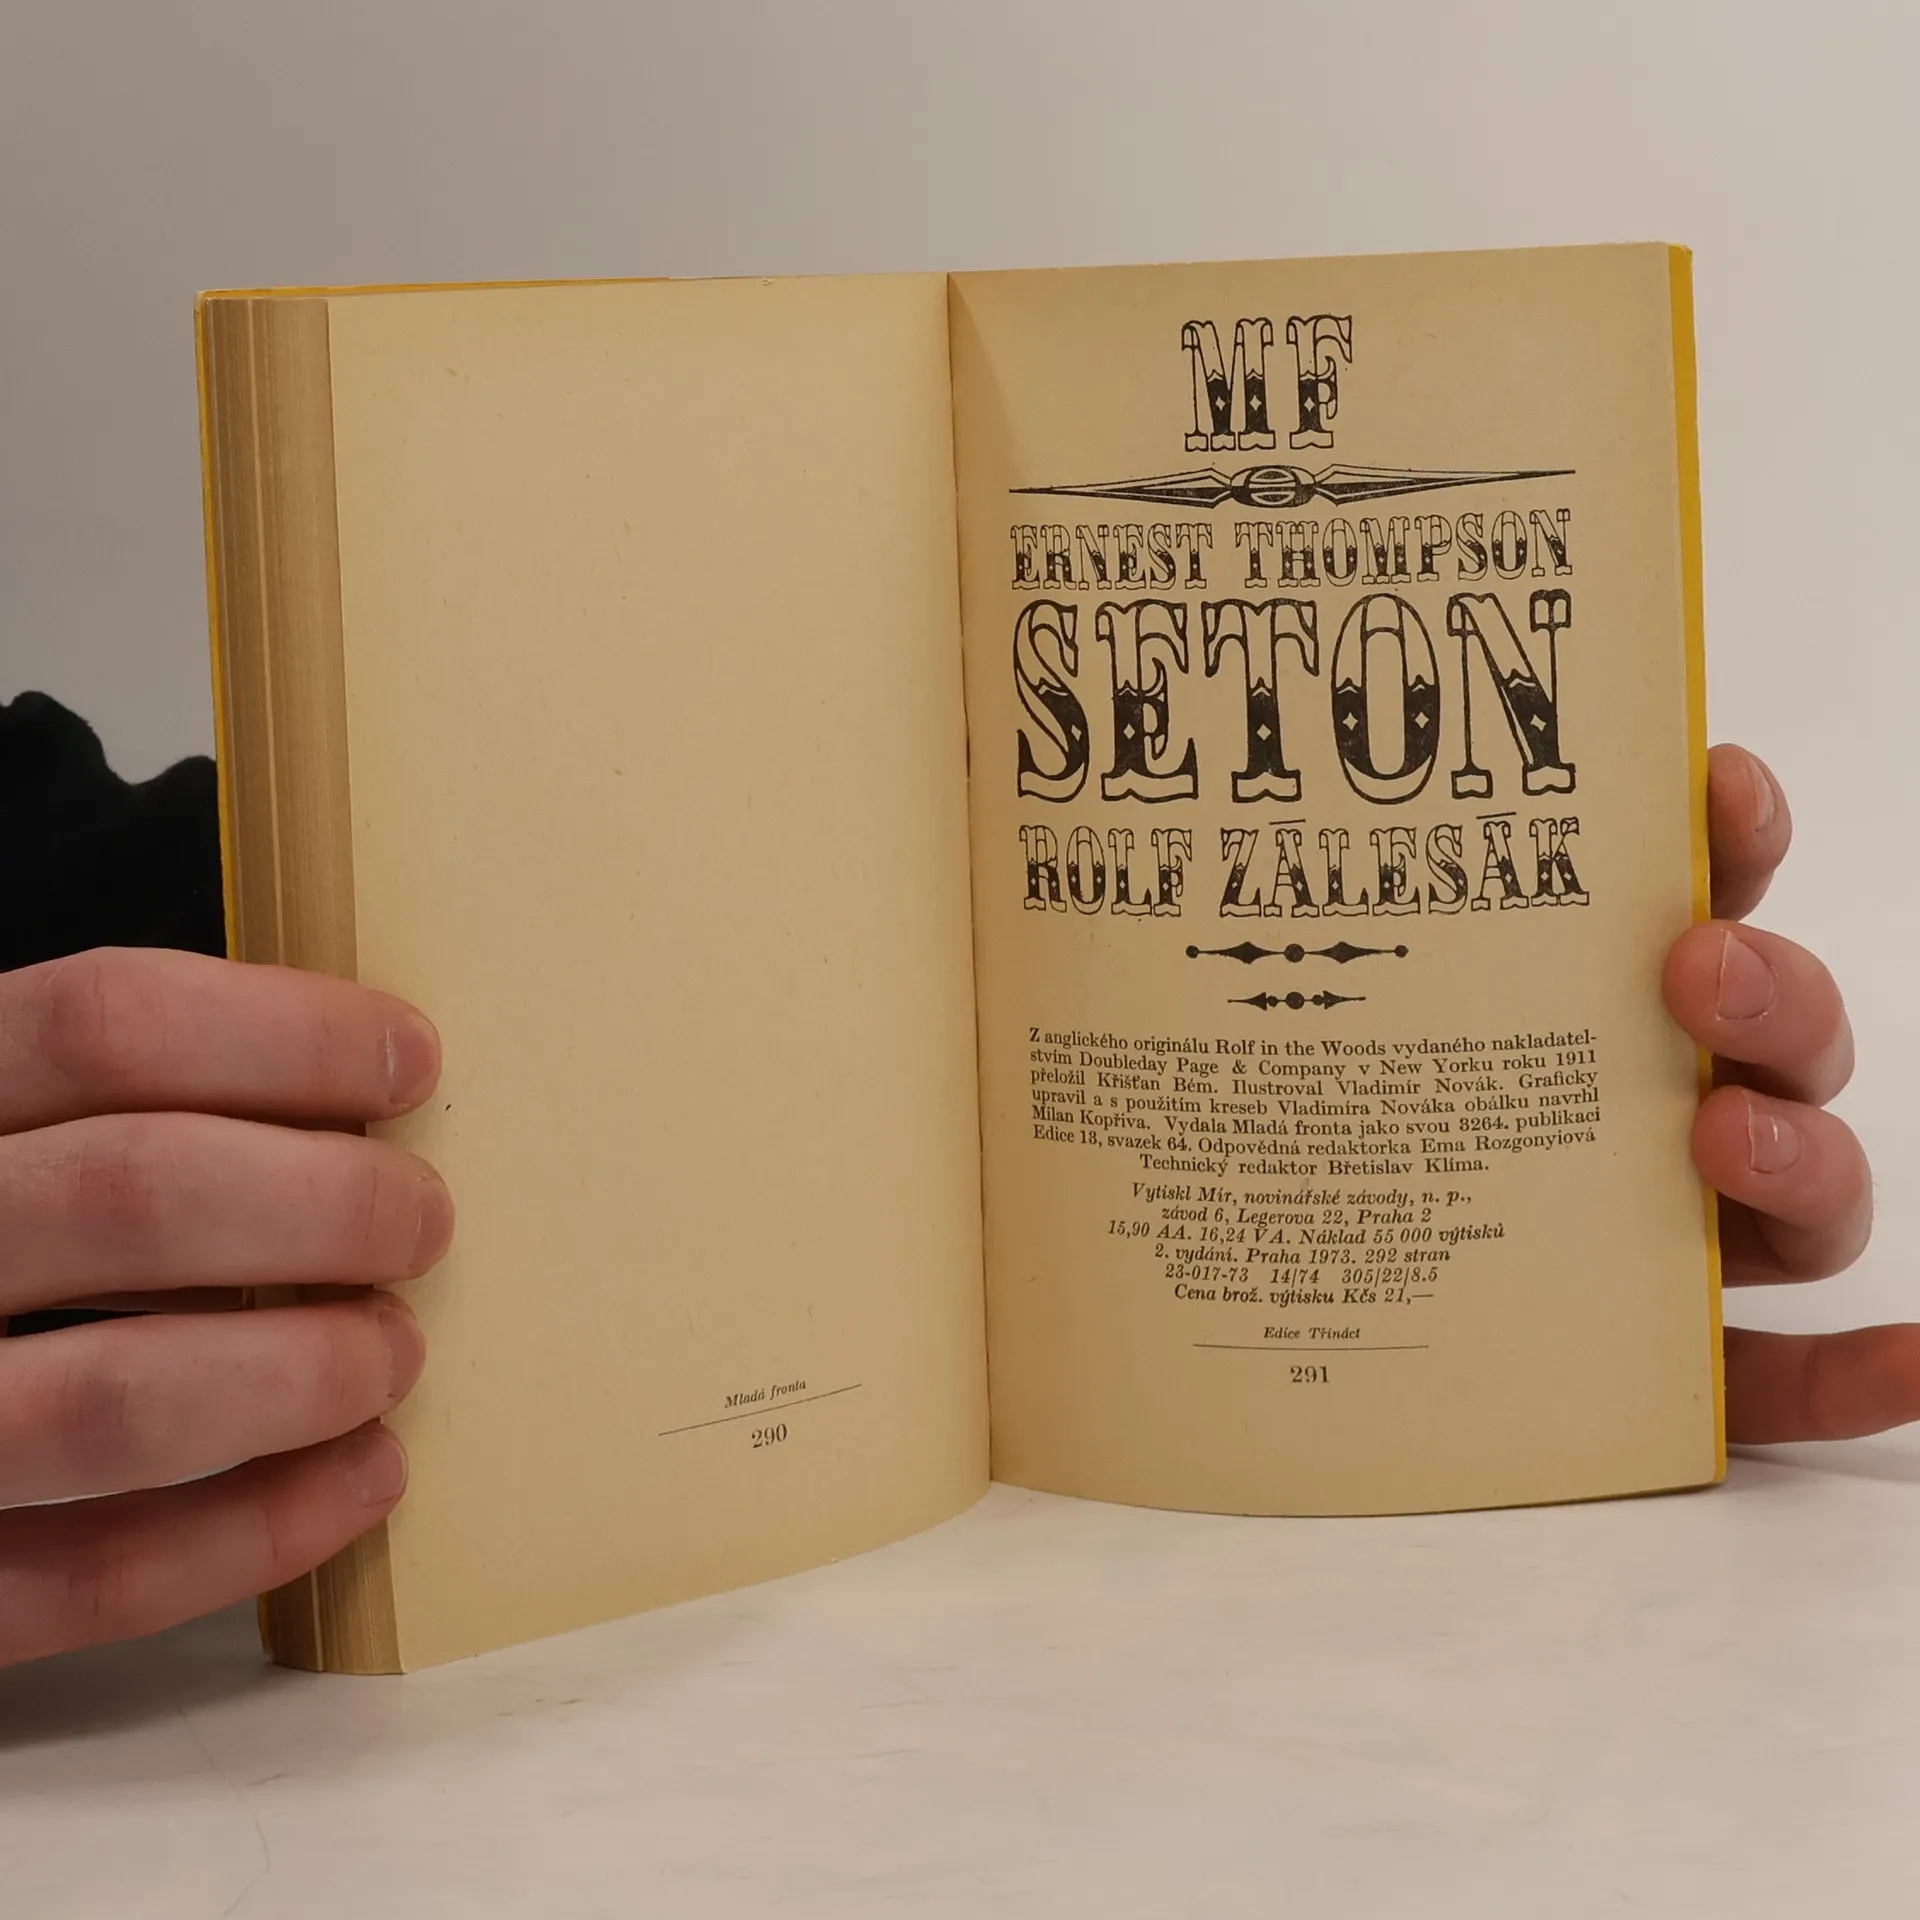 Mladá fronta
290
MF
ERNEST THOMPSON
SETON
ROLF ZÁLESÁK
Z anglického originálu Rolf in the Woods vydaného nakladatel-
stvím Doubleday Page & Company v New Yorku roku 1911
přeložil Křišťan Bém. Ilustroval Vladimír Novák. Graficky
upravil a s použitím kreseb Vladimíra Nováka obálku navrhl
Milan Kopřiva. Vydala Mladá fronta jako svou 3264. publikaci
Edice 13, svazek 64. Odpovědná redaktorka Ema Rozgonyiová
Technický redaktor Břetislav Klíma.
Vytiskl Mír, novinářské závody, n. p.,
závod 6, Legerova 22, Praha 2
15,90 AA. 16,24 VA. Náklad 55 000 výtisků
2. vydání. Praha 1973. 292 stran
23-017-73 14/74 305/22/8.5
Cena brož. výtisku Kčs 21,—
Edice Třináct
291